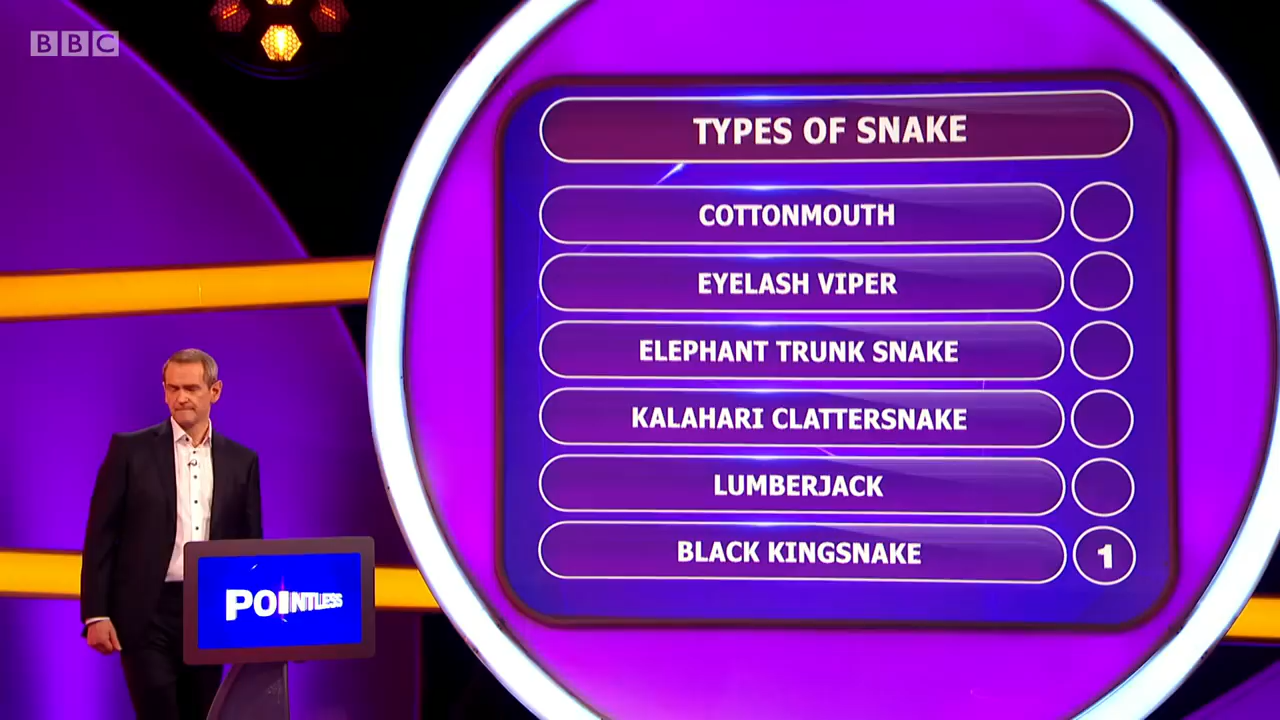 BBC
TYPES OF SNAKE
COTTONMOUTH
EYELASH VIPER
ELEPHANT TRUNK SNAKE
KALAHARI CLATTERSNAKE
LUMBERJACK
BLACK KINGSNAKE 1
POINTLESS